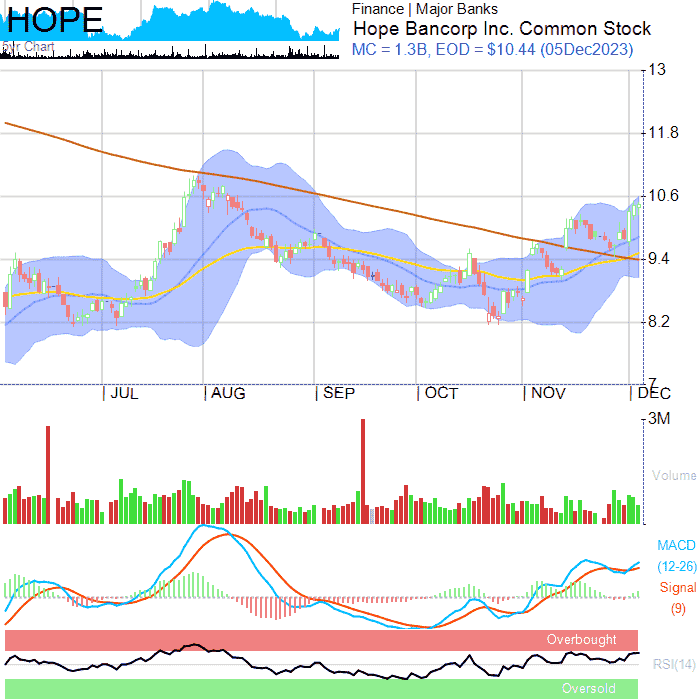 HOPE
5yr Chart
Finance | Major Banks
Hope Bancorp Inc. Common Stock
MC = 1.3B, EOD = $10.44 (05Dec2023)
13
11.8
10.6
9.4
8.2
7
JUL
AUG
SEP
OCT
NOV
DEC
3M
Volume
MACD
(12-26)
Signal
(9)
Overbought
RSI(14)
Oversold